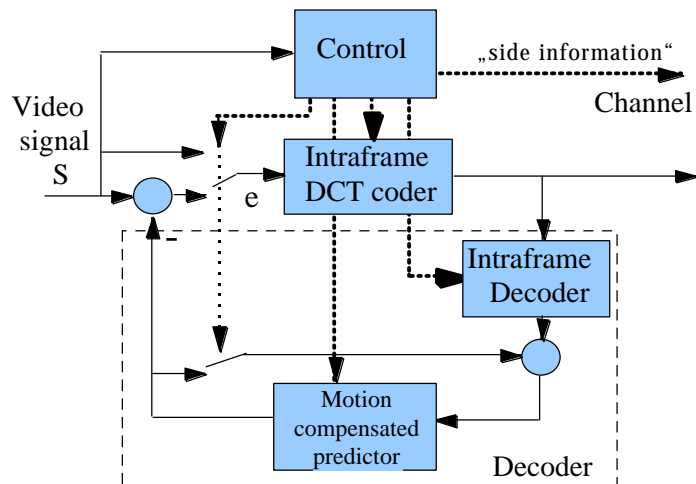 Control
„side information“
Channel
Video
signal
S
Intraframe
DCT coder
e
-
Intraframe
Decoder
Motion
compensated
predictor
Decoder